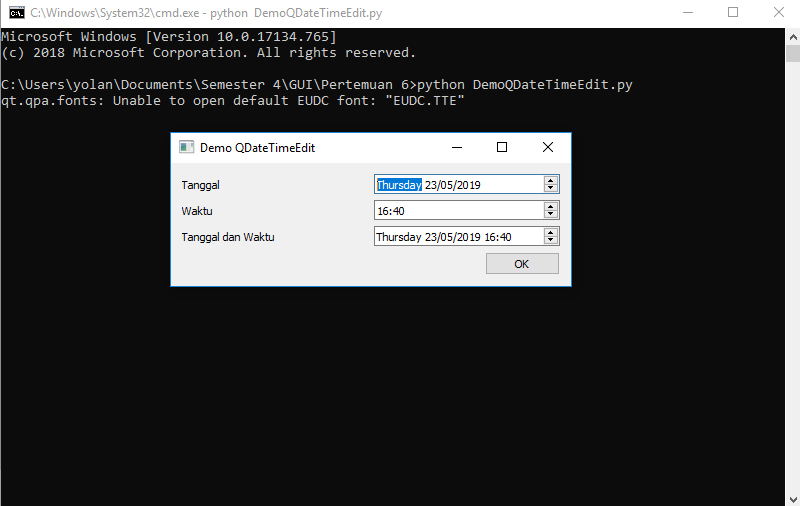 C:\Windows\System32\cmd.exe - python  DemoQDateTimeEdit.py
Microsoft Windows [Version 10.0.17134.765]
(c) 2018 Microsoft Corporation. All rights reserved.
C:\Users\yolan\Documents\Semester 4\GUI\Pertemuan 6>python DemoQDateTimeEdit.py
qt.qpa.fonts: Unable to open default EUDC font: "EUDC.TTE"
Demo QDateTimeEdit
Tanggal Thursday 23/05/2019
Waktu 16:40
Tanggal dan Waktu Thursday 23/05/2019 16:40
OK